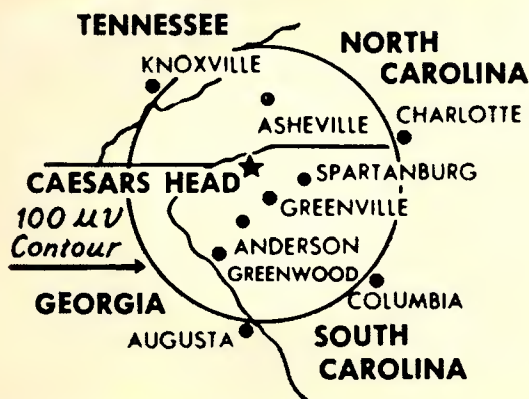 TENNESSEE
KNOXVILLE
NORTH
CAROLINA
CHARLOTTE
ASHEVILLE
CAESARS HEAD
SPARTANBURG
GREENVILLE
100 µV
Contour
ANDERSON
GREENWOOD
GEORGIA
COLUMBIA
AUGUSTA
SOUTH
CAROLINA